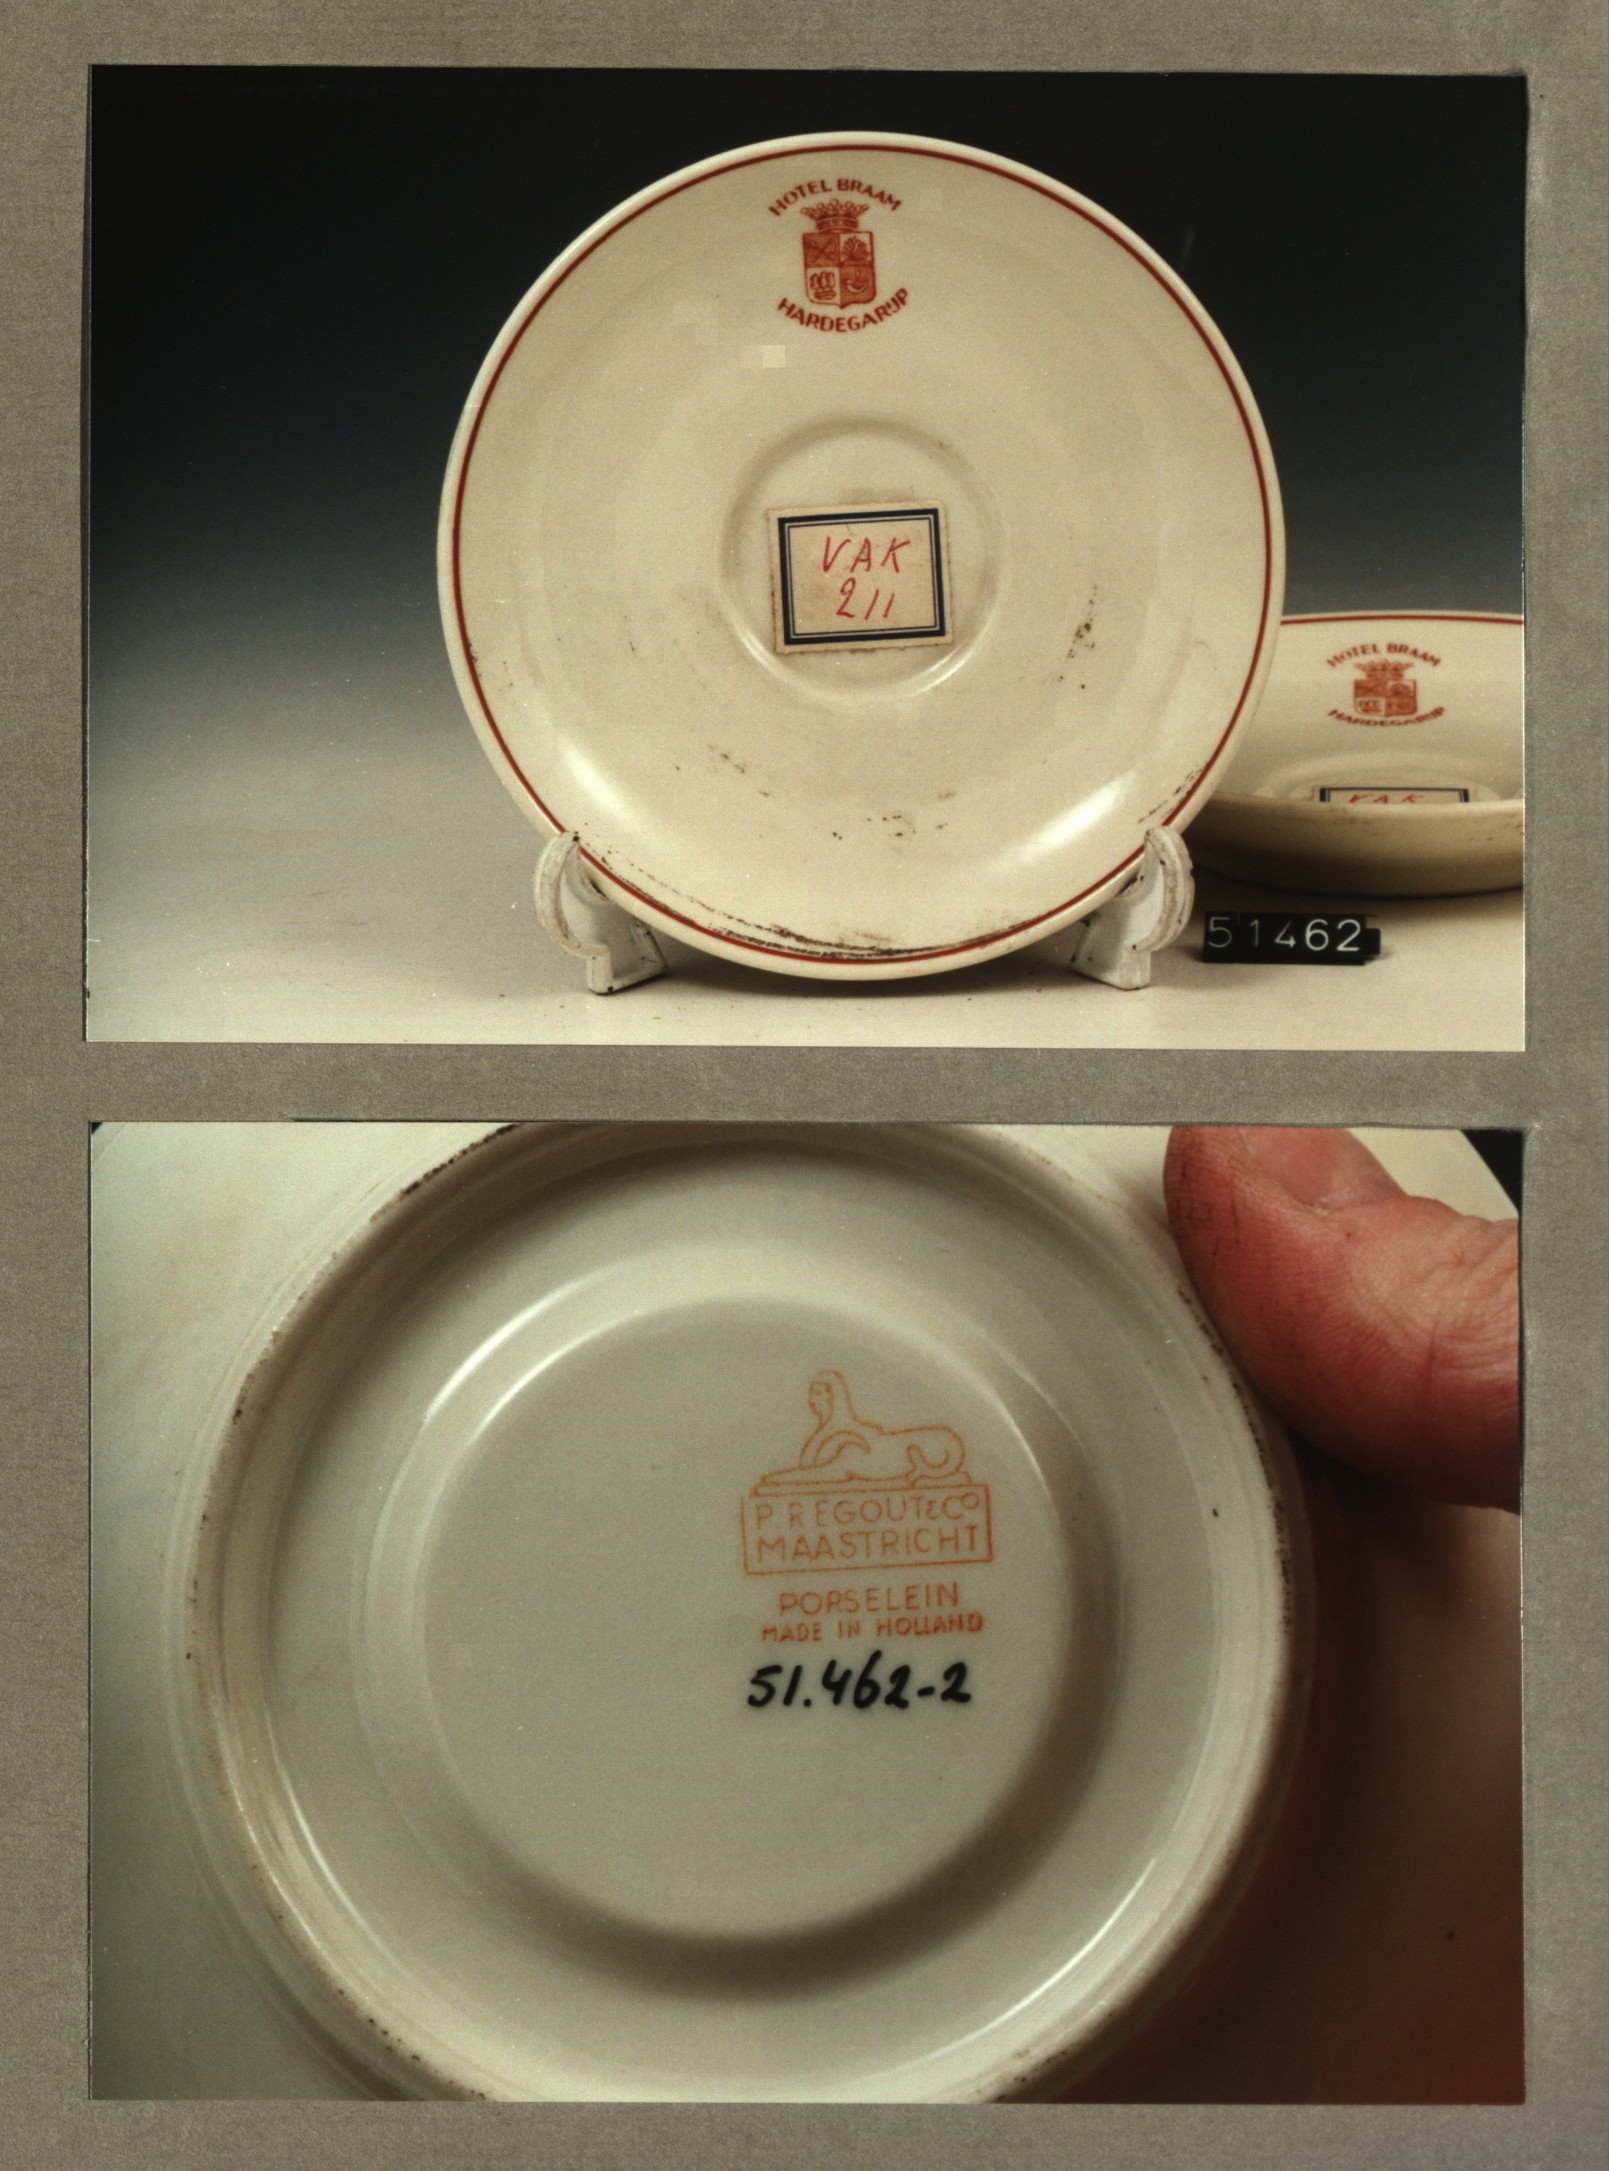 HOTEL BRAAM
HARDEGARIJP
VAK
211
HOTEL BRAAM
HARDEGARIJP
VAK
51462
P. REGOUT & Co
MAASTRICHT
PORSELEIN
MADE IN HOLLAND
51.462-2